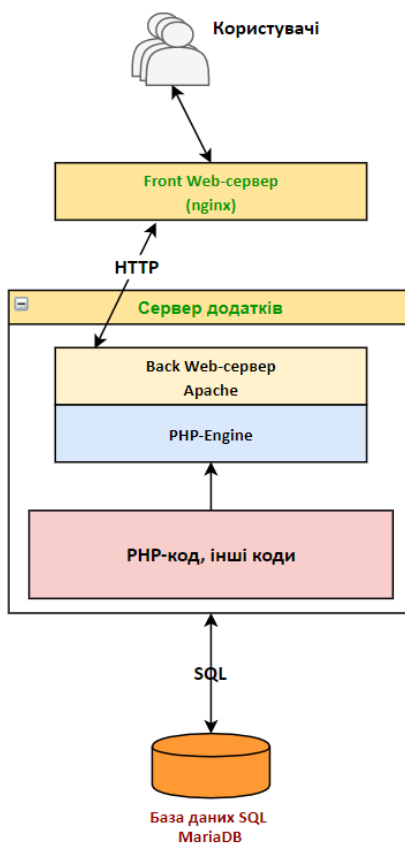 Користувачі
Front Web-сервер
(nginx)
HTTP
Сервер додатків
Back Web-сервер
Apache
PHP-Engine
PHP-код, інші коди
SQL
База даних SQL
MariaDB